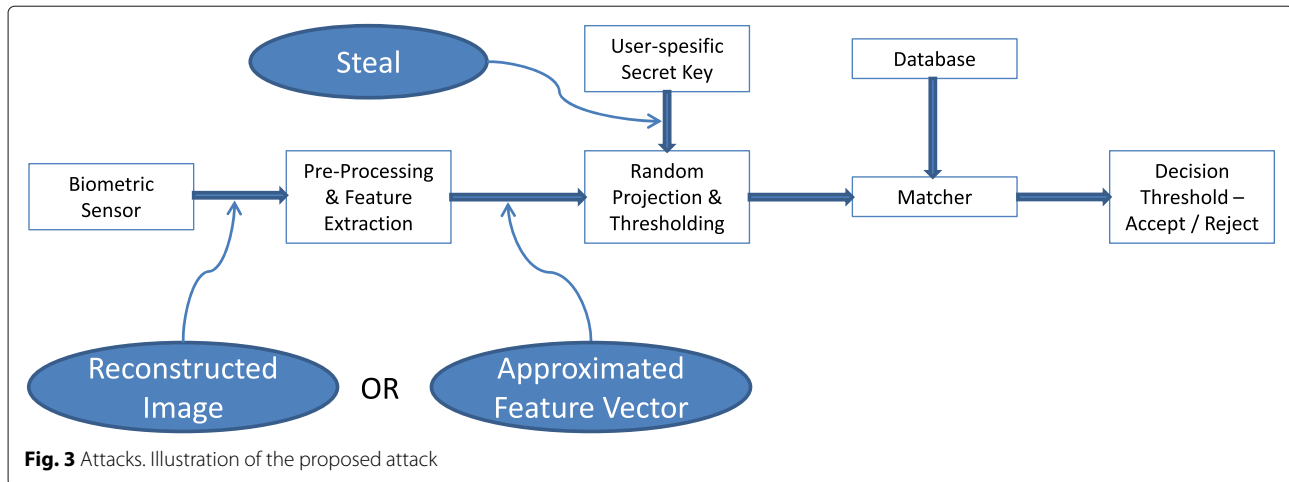 Steal
User-spesific
Secret Key
Database
Biometric
Sensor
Pre-Processing
& Feature
Extraction
Random
Projection &
Thresholding
Matcher
Decision
Threshold –
Accept / Reject
Reconstructed
Image
OR
Approximated
Feature Vector
Fig. 3 Attacks. Illustration of the proposed attack